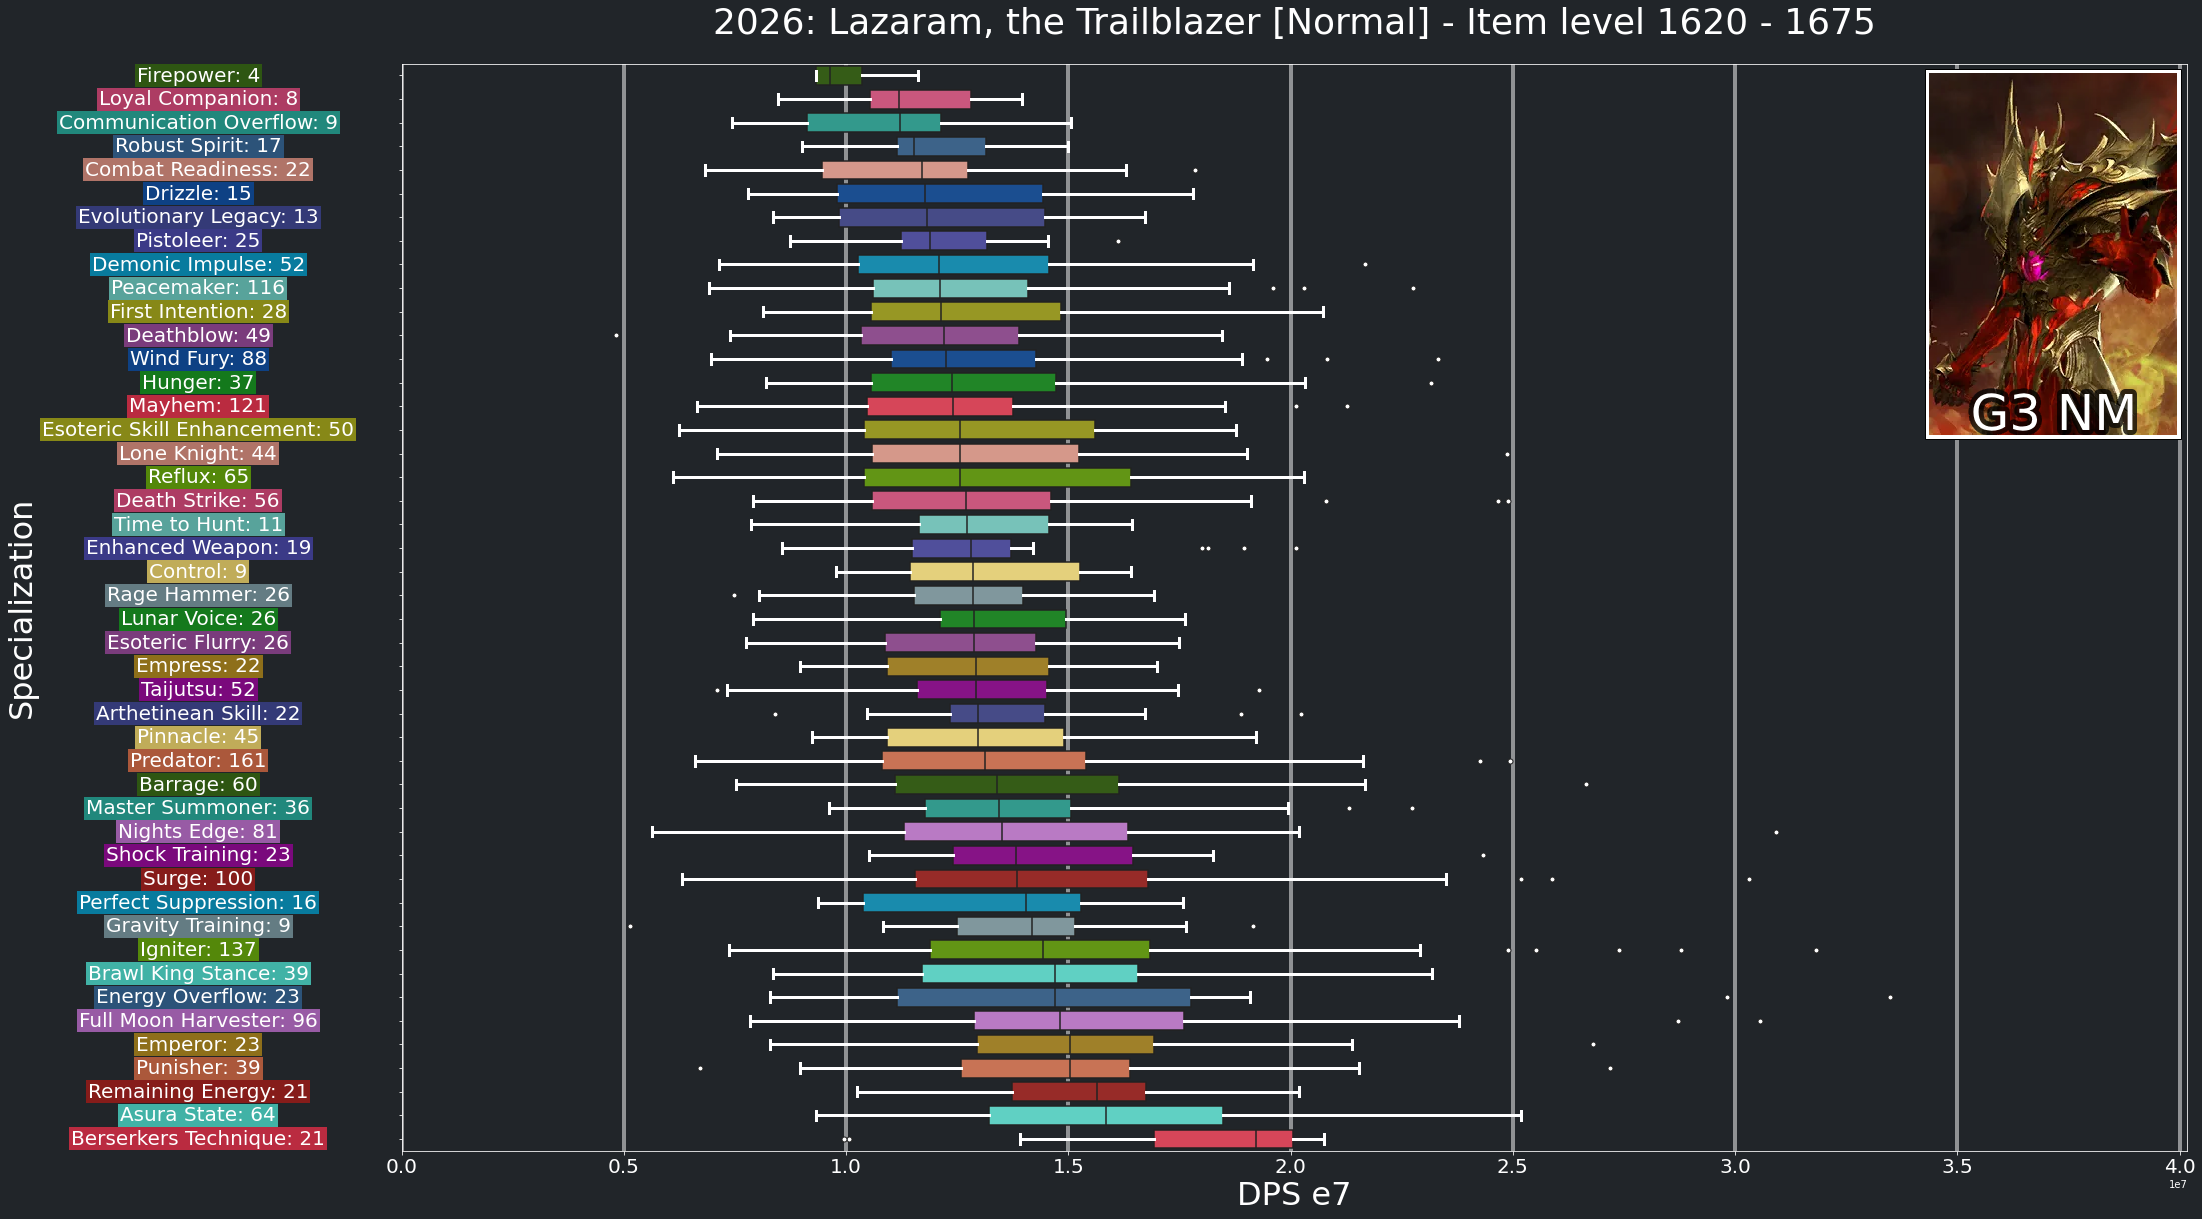 2026: Lazaram, the Trailblazer [Normal] - Item level 1620 - 1675
Firepower: 4
Loyal Companion: 8
Communication Overflow: 9
Robust Spirit: 17
Combat Readiness: 22
Drizzle: 15
Evolutionary Legacy: 13
Pistoleer: 25
Demonic Impulse: 52
Peacemaker: 116
First Intention: 28
Deathblow: 49
Wind Fury: 88
Hunger: 37
Mayhem: 121
Esoteric Skill Enhancement: 50
Lone Knight: 44
Reflux: 65
Death Strike: 56
Time to Hunt: 11
Enhanced Weapon: 19
Control: 9
Rage Hammer: 26
Lunar Voice: 26
Esoteric Flurry: 26
Empress: 22
Taijutsu: 52
Arthetinean Skill: 22
Pinnacle: 45
Predator: 161
Barrage: 60
Master Summoner: 36
Nights Edge: 81
Shock Training: 23
Surge: 100
Perfect Suppression: 16
Gravity Training: 9
Igniter: 137
Brawl King Stance: 39
Energy Overflow: 23
Full Moon Harvester: 96
Emperor: 23
Punisher: 39
Remaining Energy: 21
Asura State: 64
Berserkers Technique: 21
Specialization
G3 NM
0.0 0.5 1.0 1.5 2.0 2.5 3.0 3.5 4.0
1e7
DPS e7